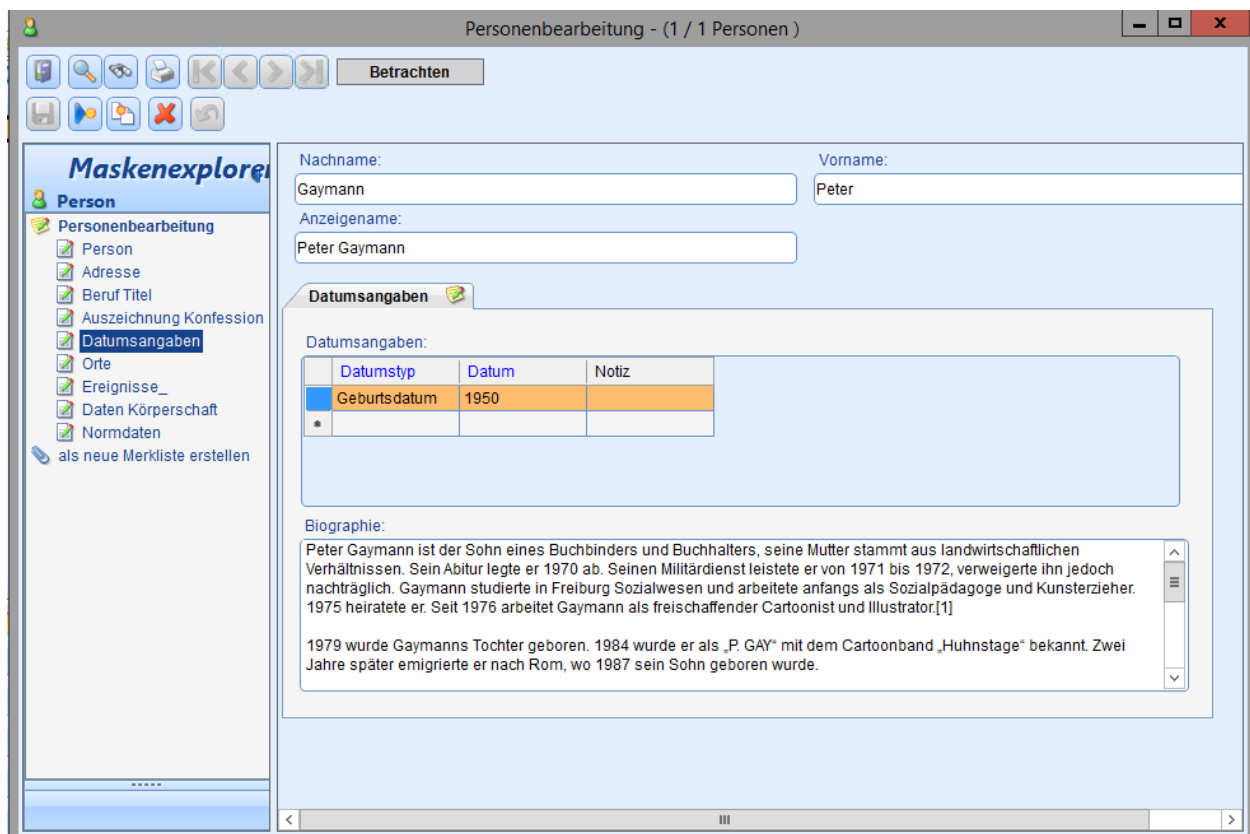 Personenbearbeitung - (1 / 1 Personen )
Betrachten
Maskenexplorer
Person
Personenbearbeitung
Person
Adresse
Beruf Titel
Auszeichnung Konfession
Datumsangaben
Orte
Ereignisse_
Daten Körperschaft
Normdaten
als neue Merkliste erstellen
Nachname:
Vorname:
Gaymann
Peter
Anzeigename:
Peter Gaymann
Datumsangaben
Datumsangaben:
Datumstyp Datum Notiz
Geburtsdatum 1950
*
Biographie:
Peter Gaymann ist der Sohn eines Buchbinders und Buchhalters, seine Mutter stammt aus landwirtschaftlichen
Verhältnissen. Sein Abitur legte er 1970 ab. Seinen Militärdienst leistete er von 1971 bis 1972, verweigerte ihn jedoch
nachträglich. Gaymann studierte in Freiburg Sozialwesen und arbeitete anfangs als Sozialpädagoge und Kunsterzieher.
1975 heiratete er. Seit 1976 arbeitet Gaymann als freischaffender Cartoonist und Illustrator.[1]
1979 wurde Gaymanns Tochter geboren. 1984 wurde er als „P. GAY“ mit dem Cartoonband „Huhnstage“ bekannt. Zwei
Jahre später emigrierte er nach Rom, wo 1987 sein Sohn geboren wurde.